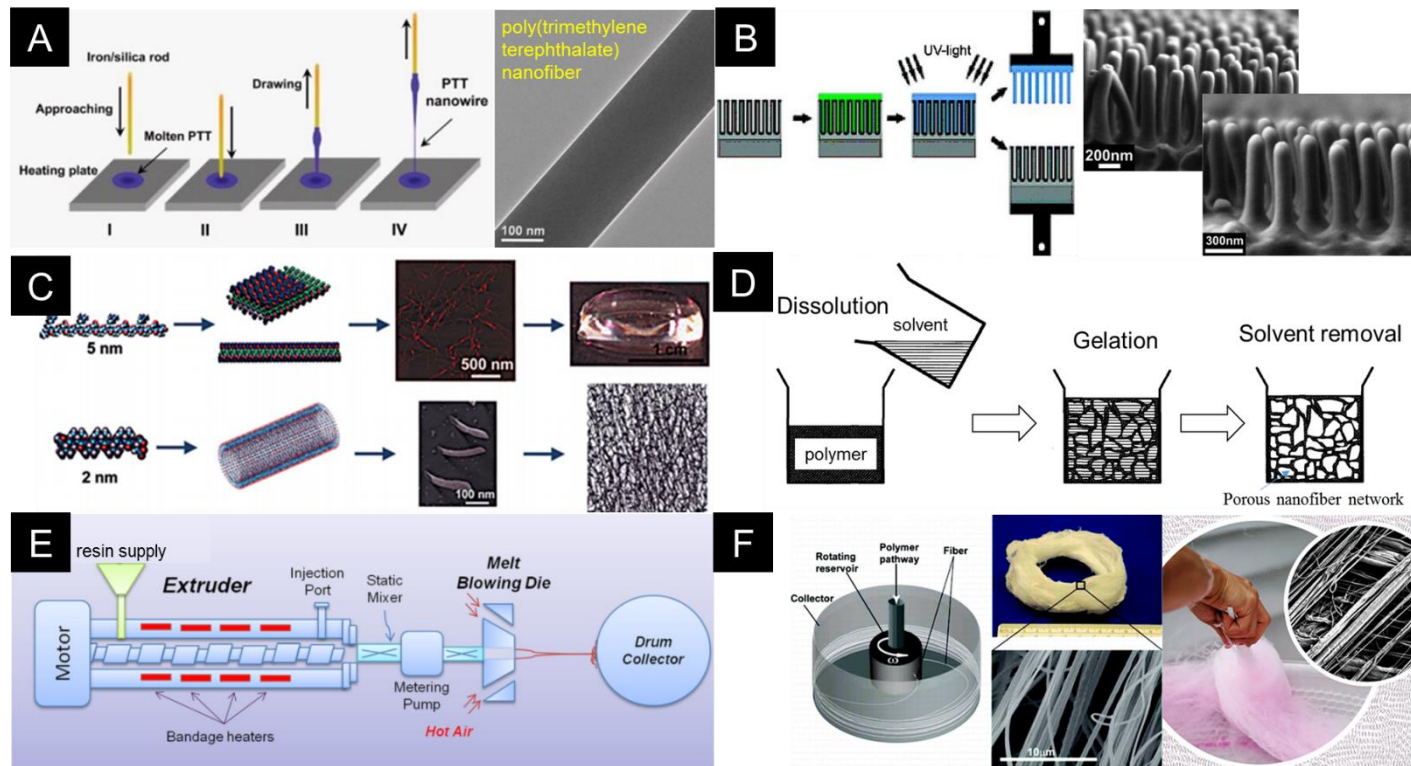 A
Iron/silica rod
Approaching
Molten PTT
Heating plate
Drawing
PTT
nanowire
I
II
III
IV
poly(trimethylene
terephthalate)
nanofiber
100 nm
B
UV-light
200nm
300nm
C
5 nm
500 nm
1 cm
2 nm
100 nm
D
Dissolution
solvent
polymer
Gelation
Solvent removal
Porous nanofiber network
E
resin supply
Extruder
Injection
Port
Static
Mixer
Melt
Blowing Die
Motor
Metering
Pump
Drum
Collector
Hot Air
Bandage heaters
F
Polymer
pathway
Rotating
reservoir
Fiber
Collector
ω
10μm